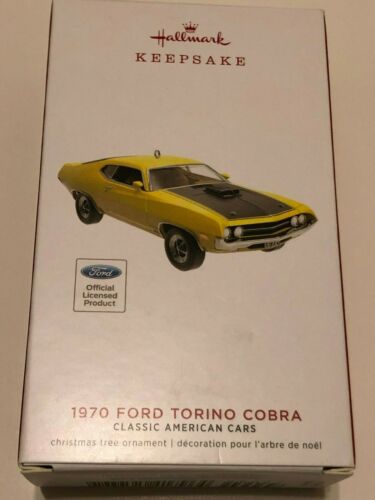 Hallmark
KEEPSAKE
Ford
Official
Licensed
Product
1970 FORD TORINO COBRA
CLASSIC AMERICAN CARS
christmas tree ornament | décoration pour l'arbre de noël